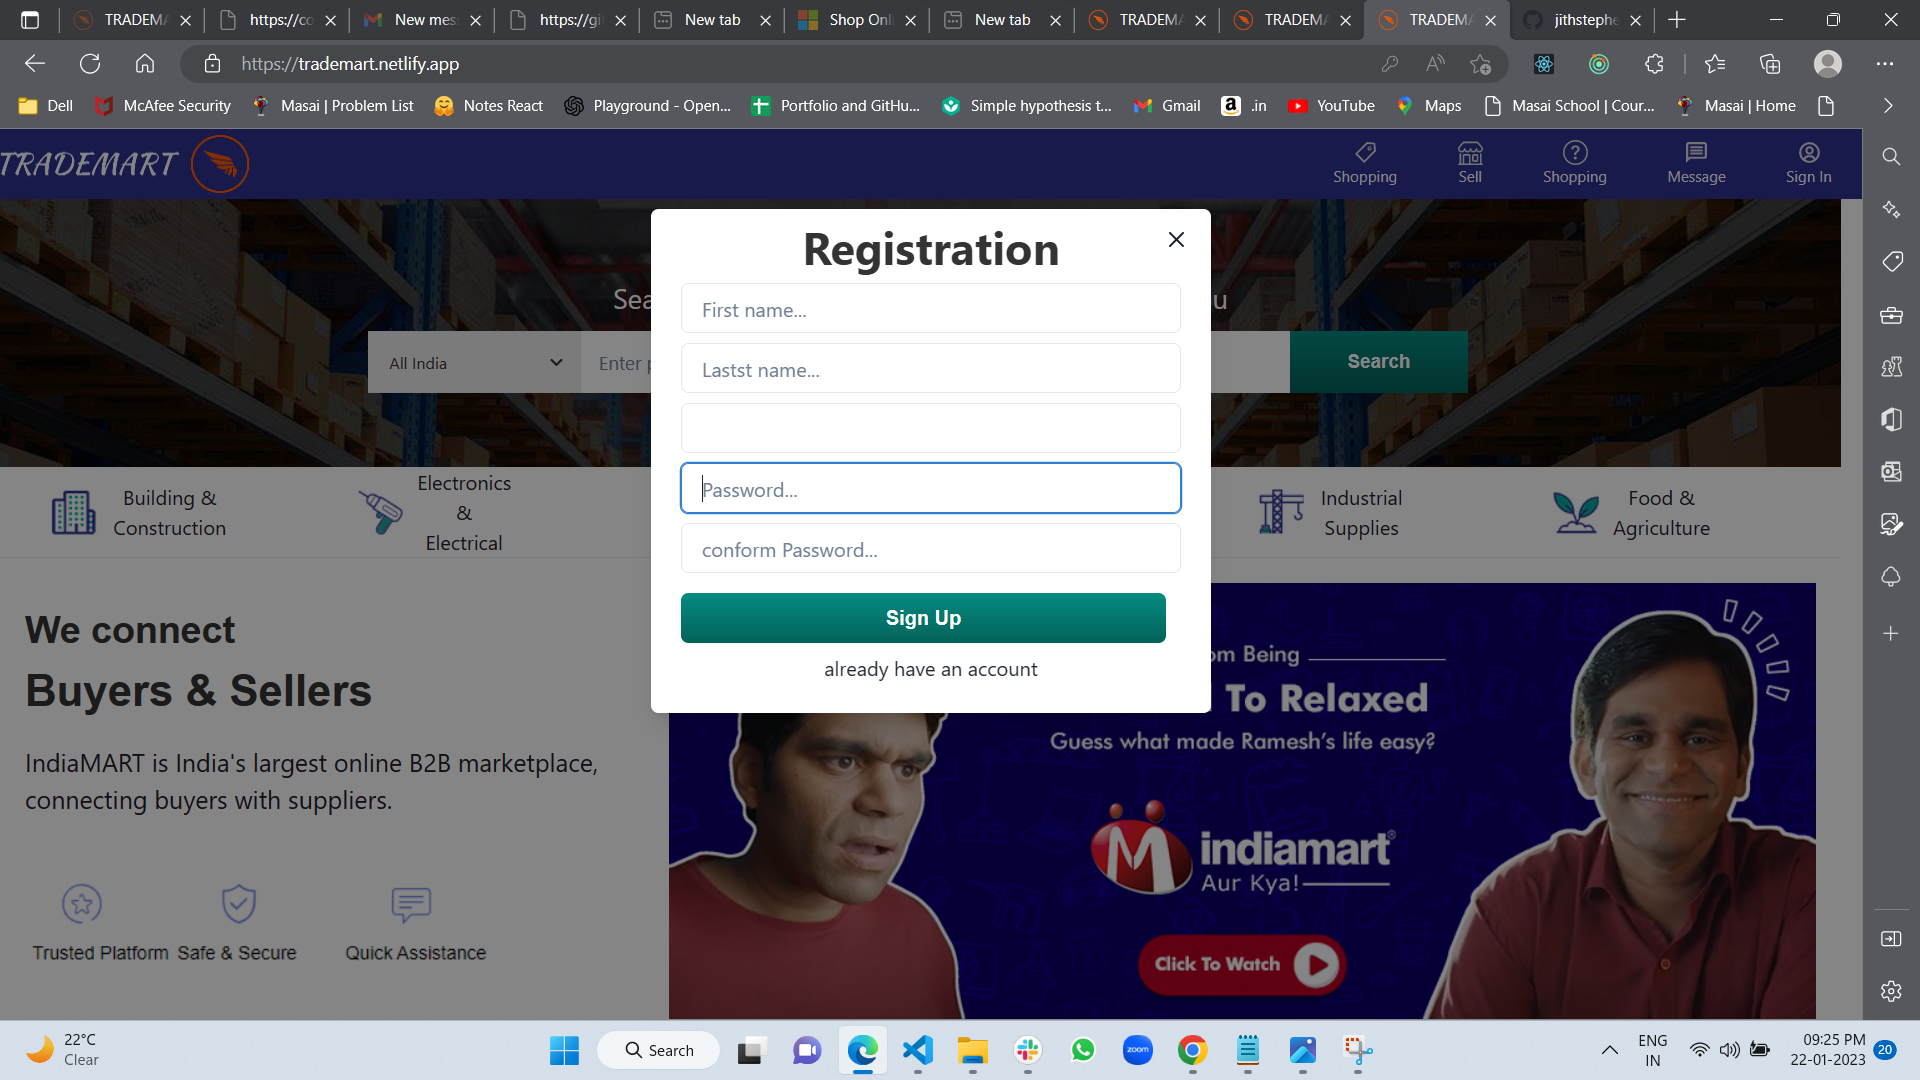 TRADEMA
https://co
New mes
https://git
New tab
Shop Onl
New tab
TRADEMA
TRADEMA
TRADEMA
jithstephe
https://trademart.netlify.app
Dell
McAfee Security
Masai | Problem List
Notes React
Playground - Open...
Portfolio and GitHu...
Simple hypothesis t...
Gmail
.in
YouTube
Maps
Masai School | Cour...
Masai | Home
TRADEMART
Shopping
Sell
Shopping
Message
Sign In
Registration
First name...
Sea
u
All India
Enter p
Search
Lastst name...
Password...
conform Password...
Sign Up
already have an account
Building &
Construction
Electronics
&
Electrical
Industrial
Supplies
Food &
Agriculture
We connect
Buyers & Sellers
IndiaMART is India's largest online B2B marketplace,
connecting buyers with suppliers.
Trusted Platform
Safe & Secure
Quick Assistance
om Being
To Relaxed
Guess what made Ramesh's life easy?
indiamart
Aur Kya!
Click To Watch
22°C
Clear
Search
zoom
ENG
IN
09:25 PM
22-01-2023
20